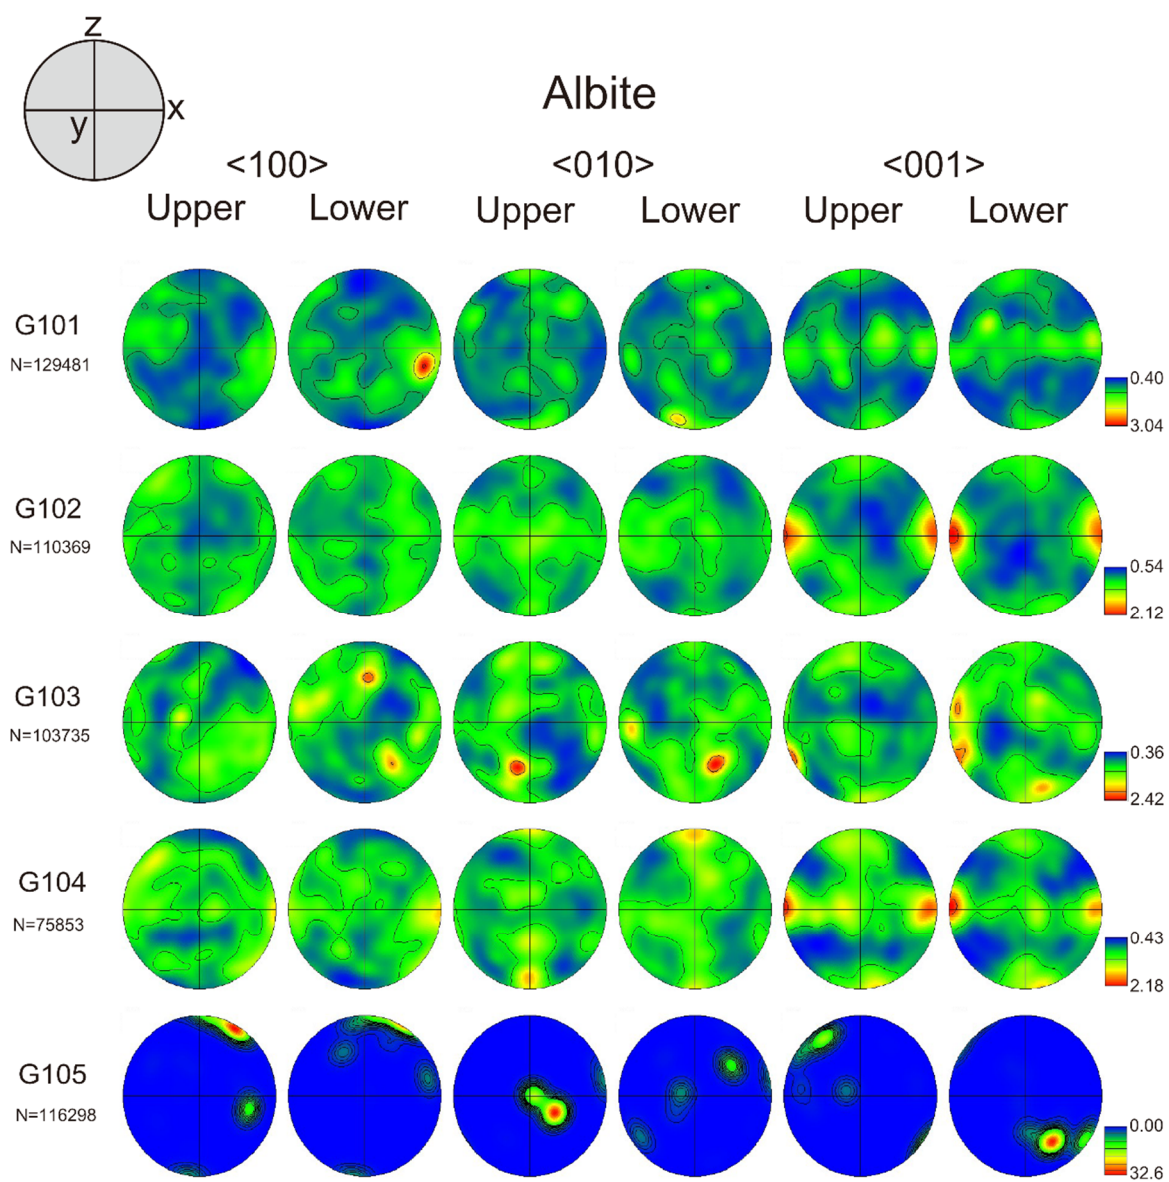 z
x
y
Albite
<100> <010> <001>
Upper Lower Upper Lower Upper Lower
G101
N=129481
0.40
3.04
G102
N=110369
0.54
2.12
G103
N=103735
0.36
2.42
G104
N=75853
0.43
2.18
G105
N=116298
0.00
32.6